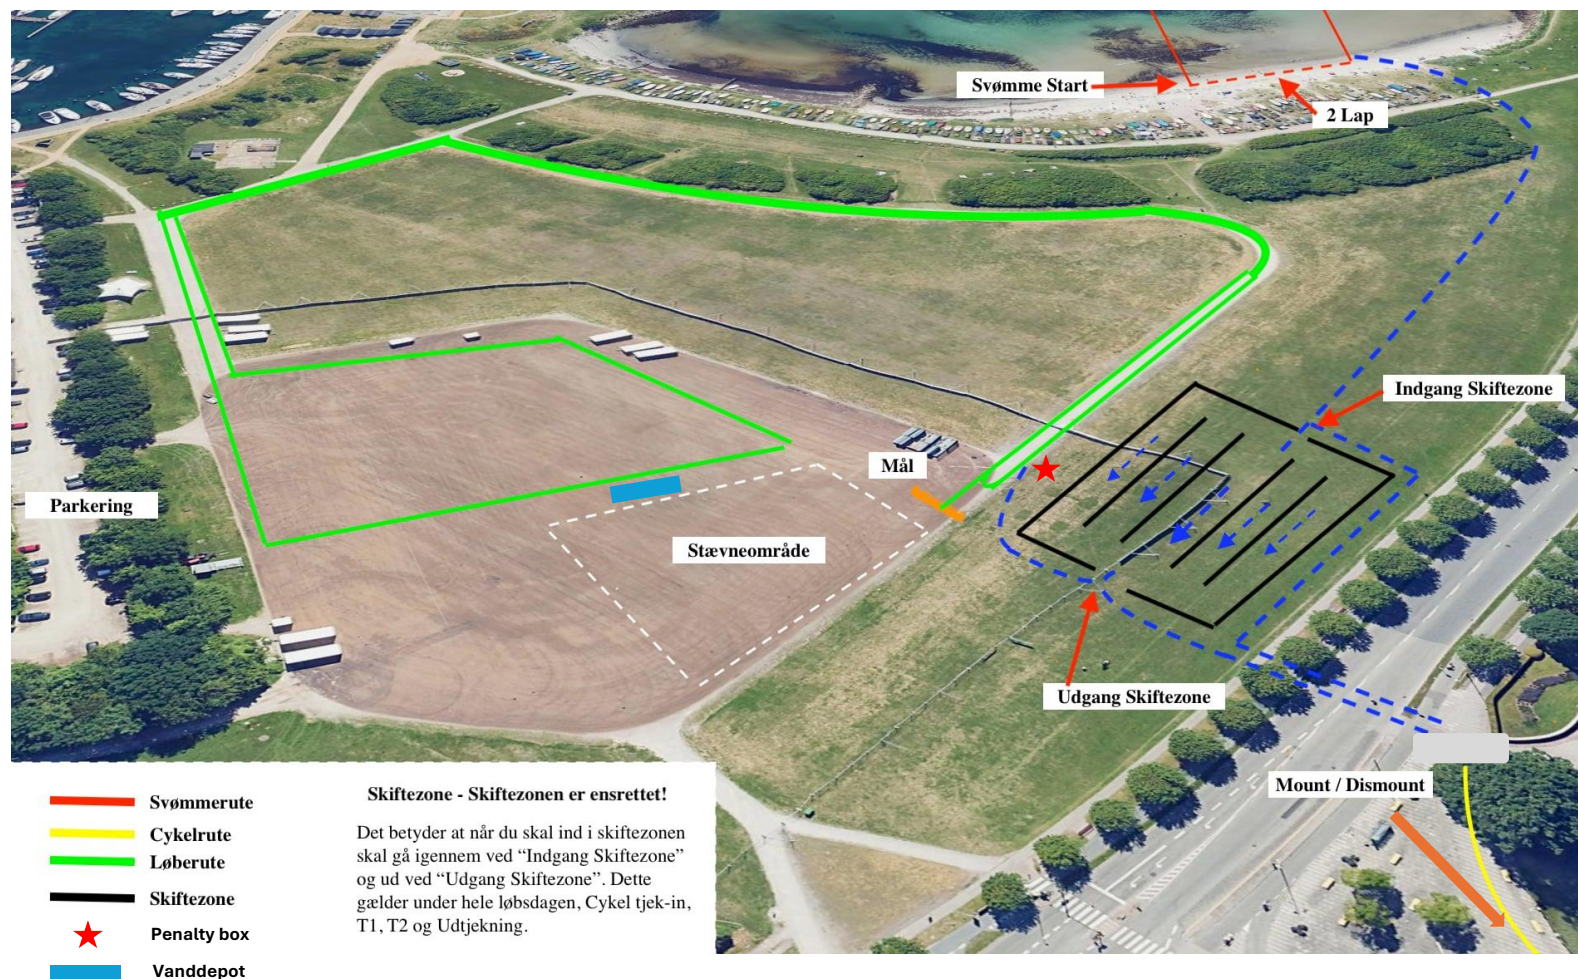 Svømme Start
2 Lap
Indgang Skiftezone
Mål
Parkering
Stævneområde
Udgang Skiftezone
Mount / Dismount
Svømmerute
Cykelrute
Løberute
Skiftezone
Penalty box
Vanddepot
Skiftezone - Skiftezonen er ensrettet!
Det betyder at når du skal ind i skiftezonen
skal gå igennem ved “Indgang Skiftezone”
og ud ved “Udgang Skiftezone”. Dette
gælder under hele løbsdagen, Cykel tjek-in,
T1, T2 og Udtjekning.